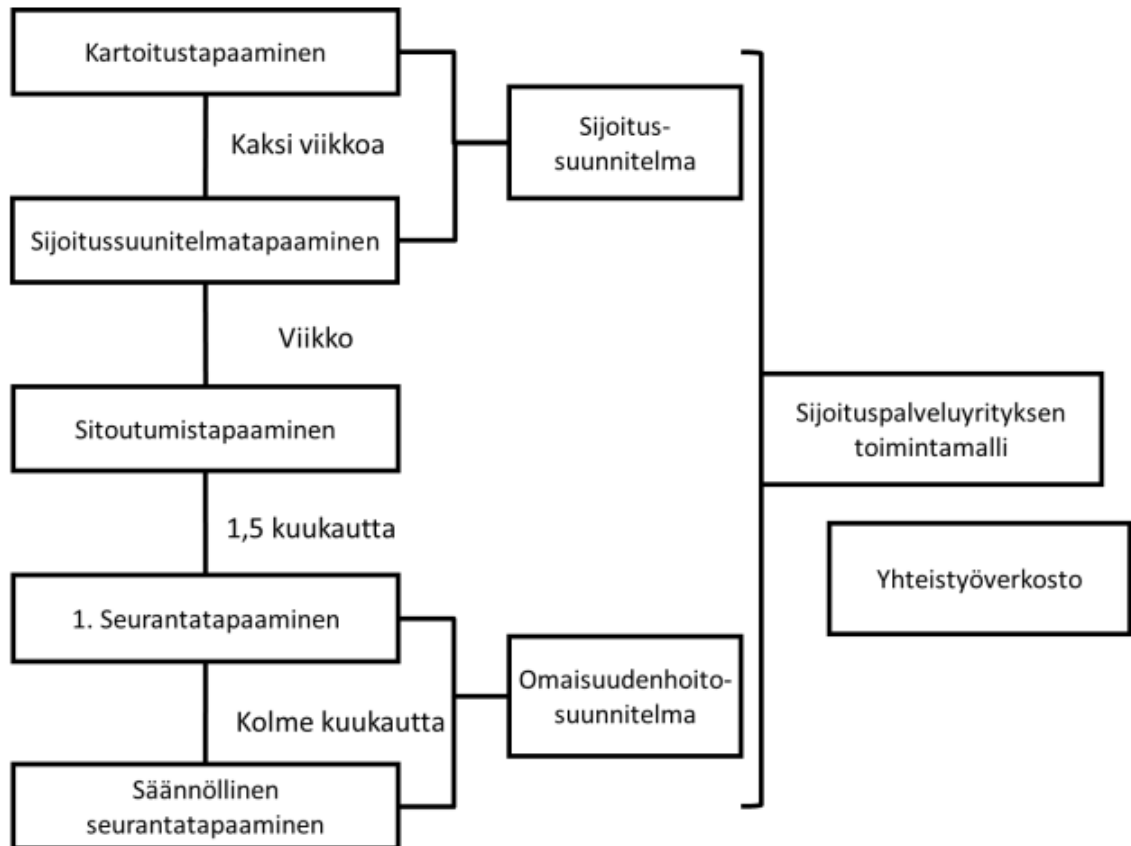 Kartoitustapaaminen
Kaksi viikkoa
Sijoitus-
suunnitelma
Sijoitussuunitelmatapaaminen
Viikko
Sitoutumistapaaminen
Sijoituspalveluyrityksen
toimintamalli
1,5 kuukautta
Yhteistyöverkosto
1. Seurantatapaaminen
Omaisuudenhoito-
suunnitelma
Kolme kuukautta
Säännöllinen
seurantatapaaminen